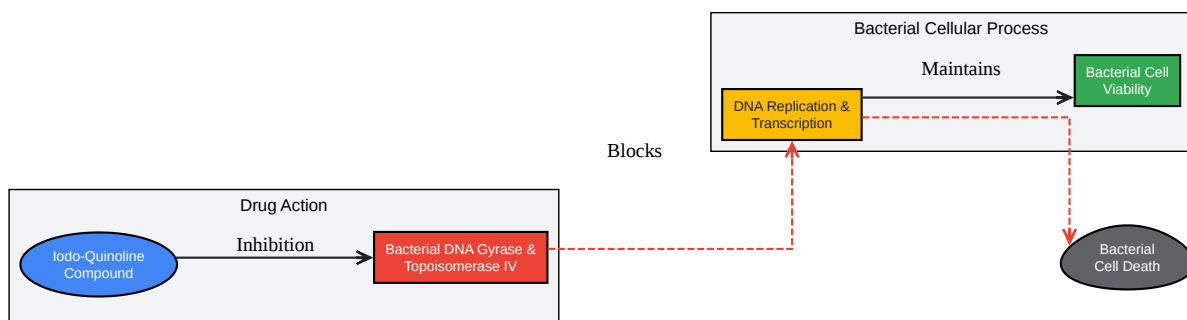 Bacterial Cellular Process
Maintains
Bacterial Cell
Viability
DNA Replication &
Transcription
Blocks
Drug Action
Inhibition
Iodo-Quinoline
Compound
Bacterial DNA Gyrase &
Topoisomerase IV
Bacterial
Cell Death